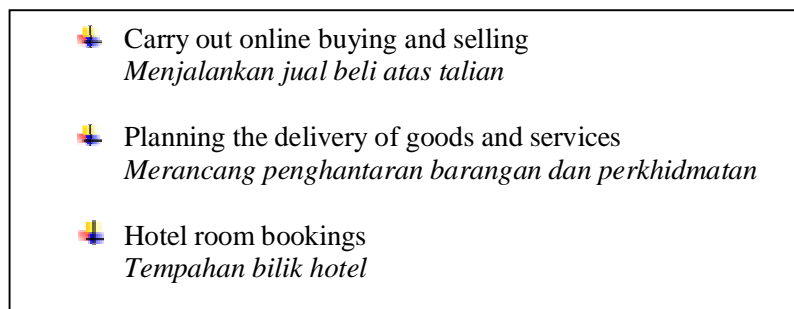 Carry out online buying and selling
Menjalankan jual beli atas talian
Planning the delivery of goods and services
Merancang penghantaran barangan dan perkhidmatan
Hotel room bookings
Tempahan bilik hotel